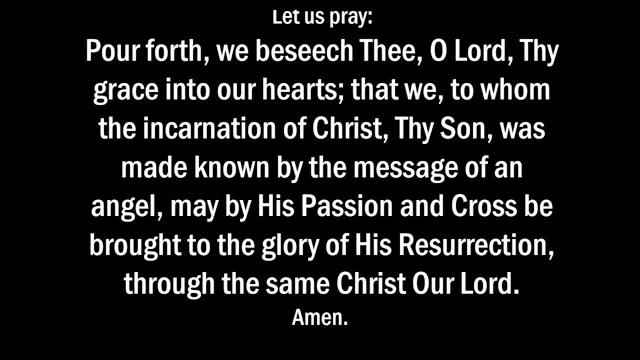 Let us pray:
Pour forth, we beseech Thee, O Lord, Thy
grace into our hearts; that we, to whom
the incarnation of Christ, Thy Son, was
made known by the message of an
angel, may by His Passion and Cross be
brought to the glory of His Resurrection,
through the same Christ Our Lord.
Amen.